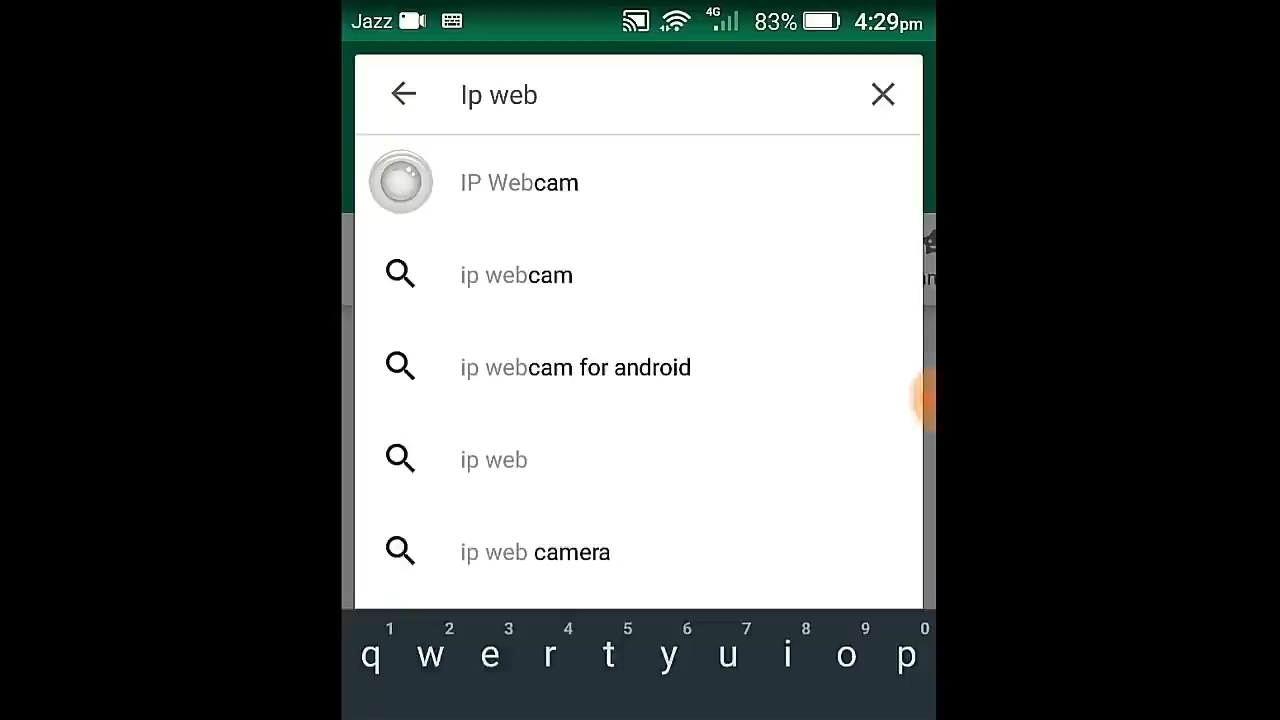 Jazz 4G 83% 4:29pm
Ip web
IP Webcam
ip webcam
ip webcam for android
ip web
ip web camera
1 2 3 4 5 6 7 8 9 0
q w e r t y u i o p